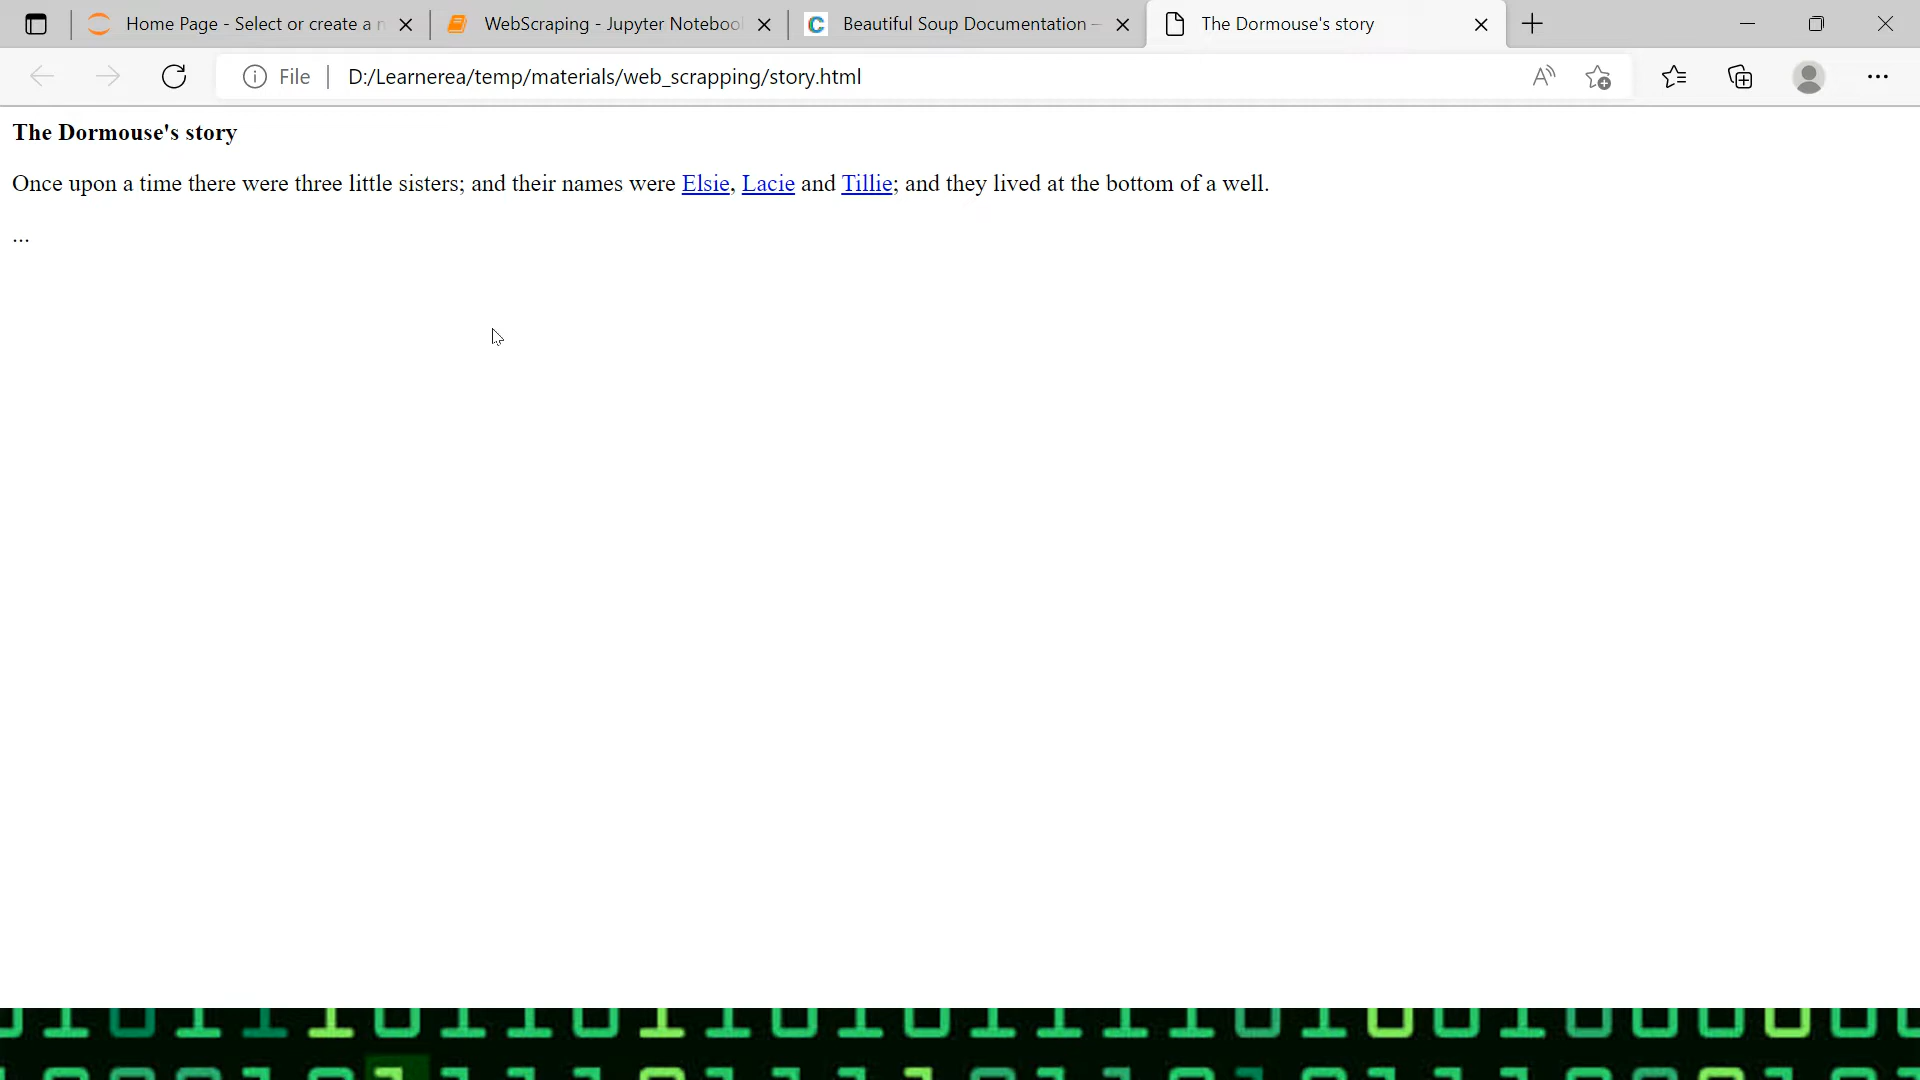 Home Page - Select or create a n
WebScraping - Jupyter Notebook
Beautiful Soup Documentation –
The Dormouse's story
File
D:/Learnerea/temp/materials/web_scrapping/story.html
The Dormouse's story
Once upon a time there were three little sisters; and their names were Elsie, Lacie and Tillie; and they lived at the bottom of a well.
...